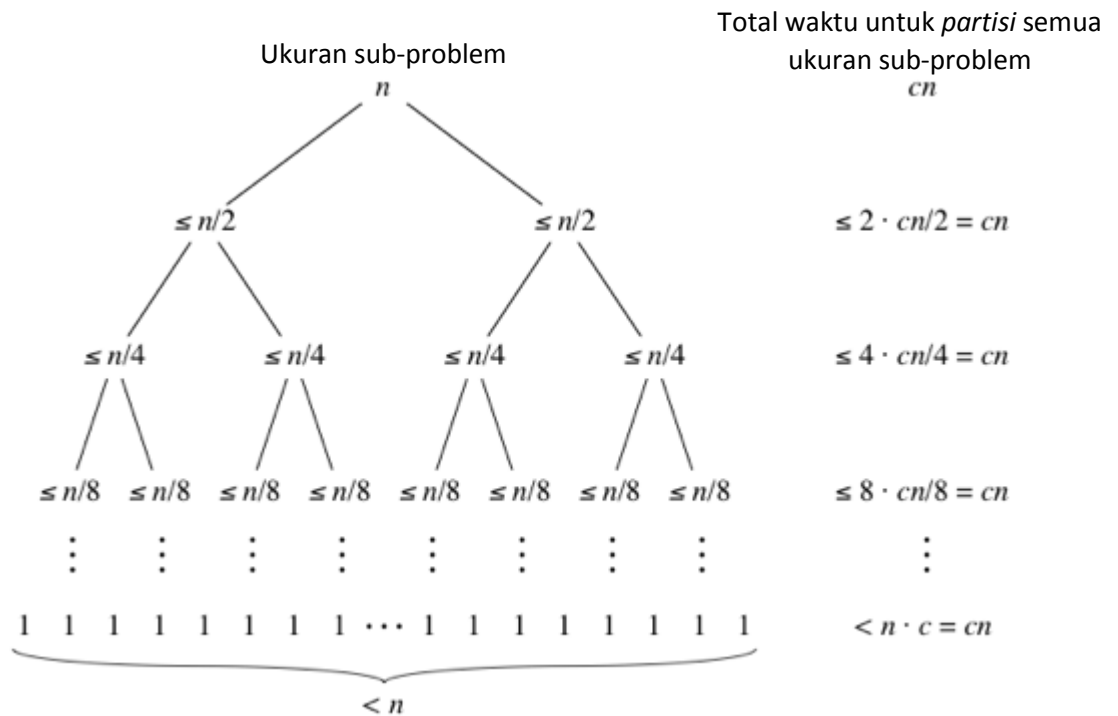 Ukuran sub-problem
Total waktu untuk partisi semua
ukuran sub-problem
n
cn
≤ n/2 ≤ n/2
≤ 2 · cn/2 = cn
≤ n/4 ≤ n/4 ≤ n/4 ≤ n/4
≤ 4 · cn/4 = cn
≤ n/8 ≤ n/8 ≤ n/8 ≤ n/8 ≤ n/8 ≤ n/8 ≤ n/8 ≤ n/8
≤ 8 · cn/8 = cn
⋮ ⋮ ⋮ ⋮ ⋮ ⋮ ⋮ ⋮
⋮
1 1 1 1 1 1 1 1 ··· 1 1 1 1 1 1 1 1
< n · c = cn
< n